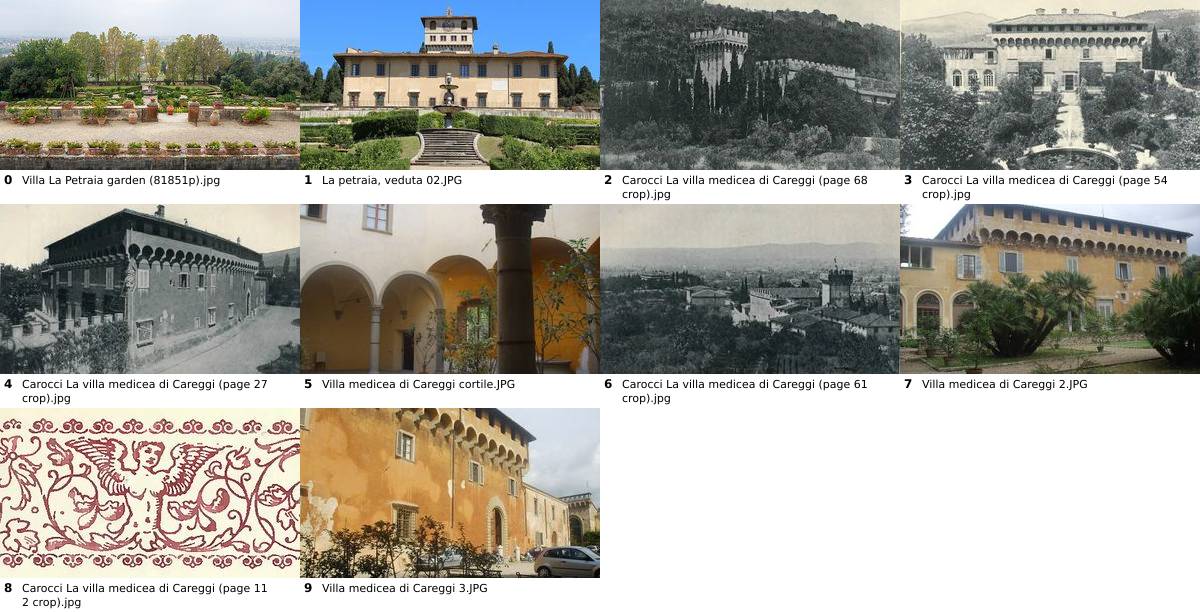 0 Villa La Petraia garden (81851p).jpg
1 La petraia, veduta 02.JPG
2 Carocci La villa medicea di Careggi (page 68
crop).jpg
3 Carocci La villa medicea di Careggi (page 54
crop).jpg
4 Carocci La villa medicea di Careggi (page 27
crop).jpg
5 Villa medicea di Careggi cortile.JPG
6 Carocci La villa medicea di Careggi (page 61
crop).jpg
7 Villa medicea di Careggi 2.JPG
8 Carocci La villa medicea di Careggi (page 11
2 crop).jpg
9 Villa medicea di Careggi 3.JPG